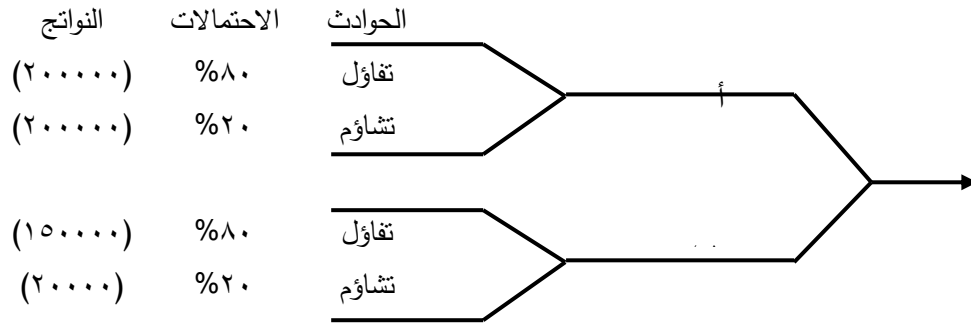 الحوادث الاحتمالات النواتج
تفاؤل %٨٠ (٢٠٠٠٠٠)
أ
تشاؤم %٢٠ (٢٠٠٠٠٠)
تفاؤل %٨٠ (١٥٠٠٠٠)
تشاؤم %٢٠ (٢٠٠٠٠)